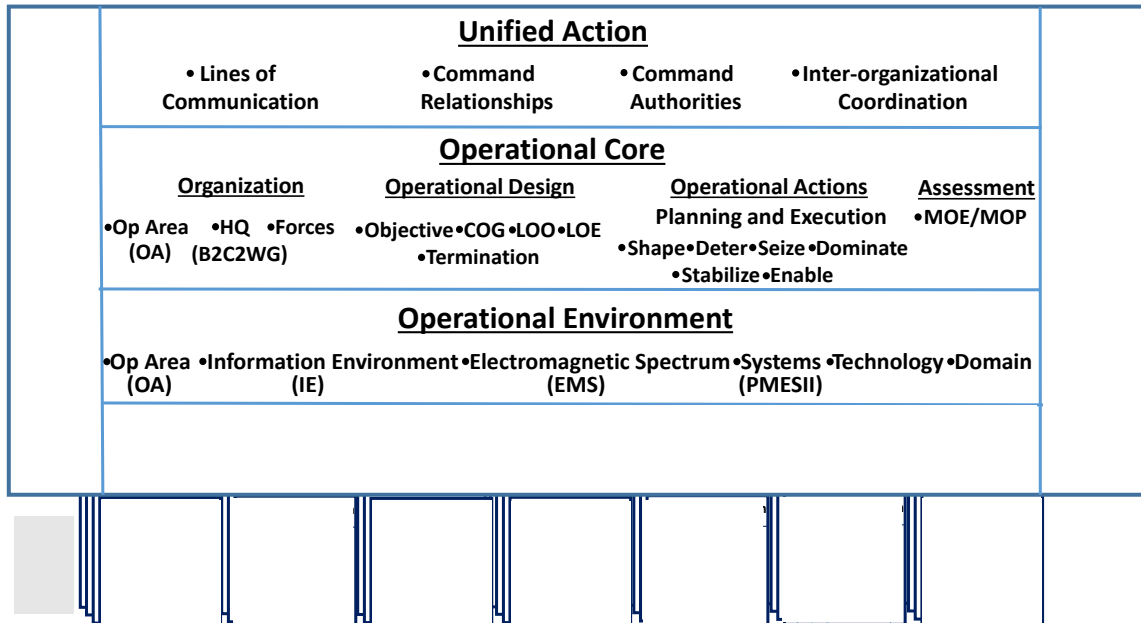 Unified Action
•Lines of Communication
•Command Relationships
•Command Authorities
•Inter-organizational Coordination
Operational Core
Organization
•Op Area (OA) •HQ •Forces
(B2C2WG)
Operational Design
•Objective•COG•LOO•LOE
•Termination
Operational Actions
Planning and Execution
•Shape•Deter•Seize•Dominate
•Stabilize•Enable
Assessment
•MOE/MOP
Operational Environment
•Op Area •Information Environment•Electromagnetic Spectrum•Systems •Technology•Domain
(OA) (IE) (EMS) (PMESII)